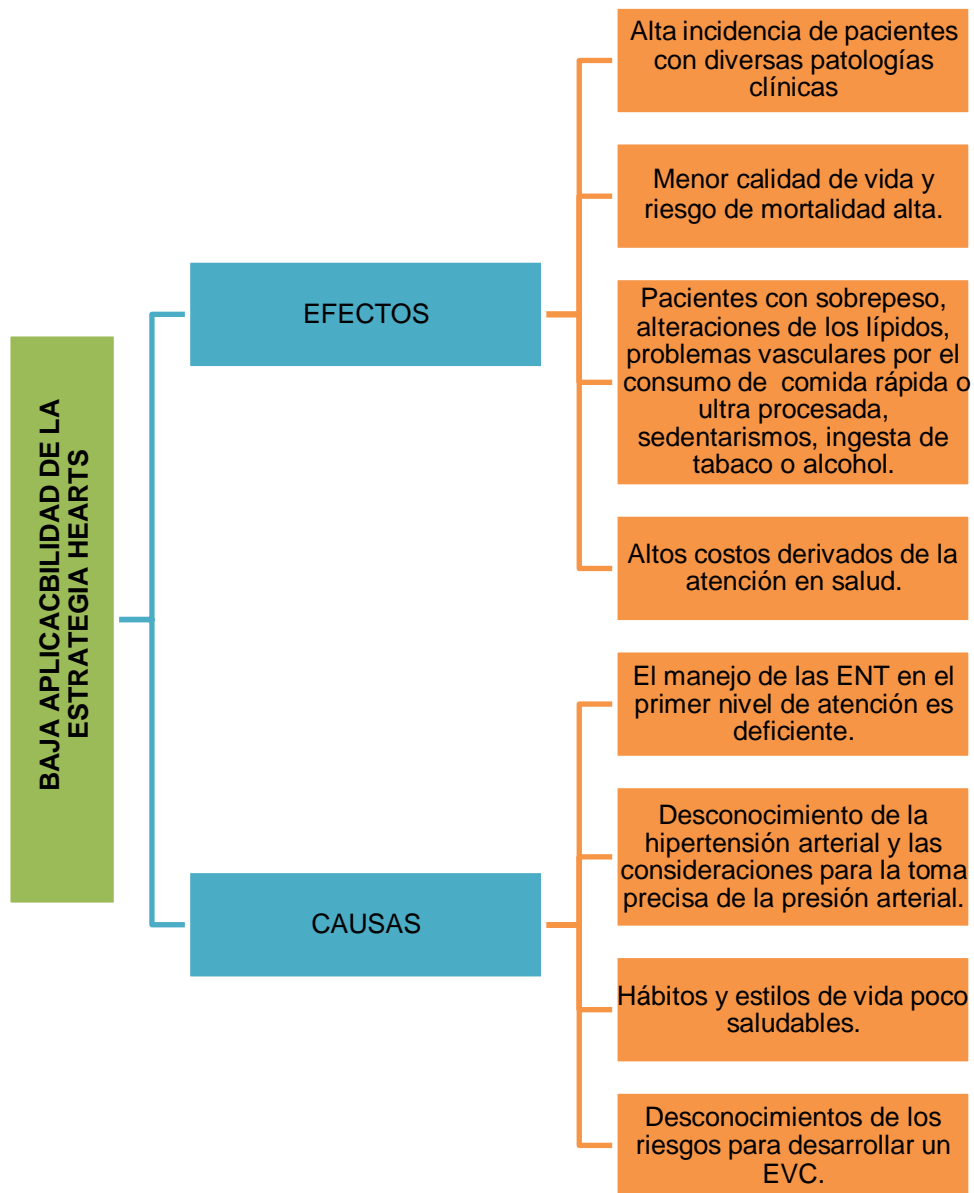 BAJA APLICACBILIDAD DE LA
ESTRATEGIA HEARTS
EFECTOS
Alta incidencia de pacientes
con diversas patologías
clínicas
Menor calidad de vida y
riesgo de mortalidad alta.
Pacientes con sobrepeso,
alteraciones de los lípidos,
problemas vasculares por el
consumo de comida rápida o
ultra procesada,
sedentarismos, ingesta de
tabaco o alcohol.
Altos costos derivados de la
atención en salud.
CAUSAS
El manejo de las ENT en el
primer nivel de atención es
deficiente.
Desconocimiento de la
hipertensión arterial y las
consideraciones para la toma
precisa de la presión arterial.
Hábitos y estilos de vida poco
saludables.
Desconocimientos de los
riesgos para desarrollar un
EVC.